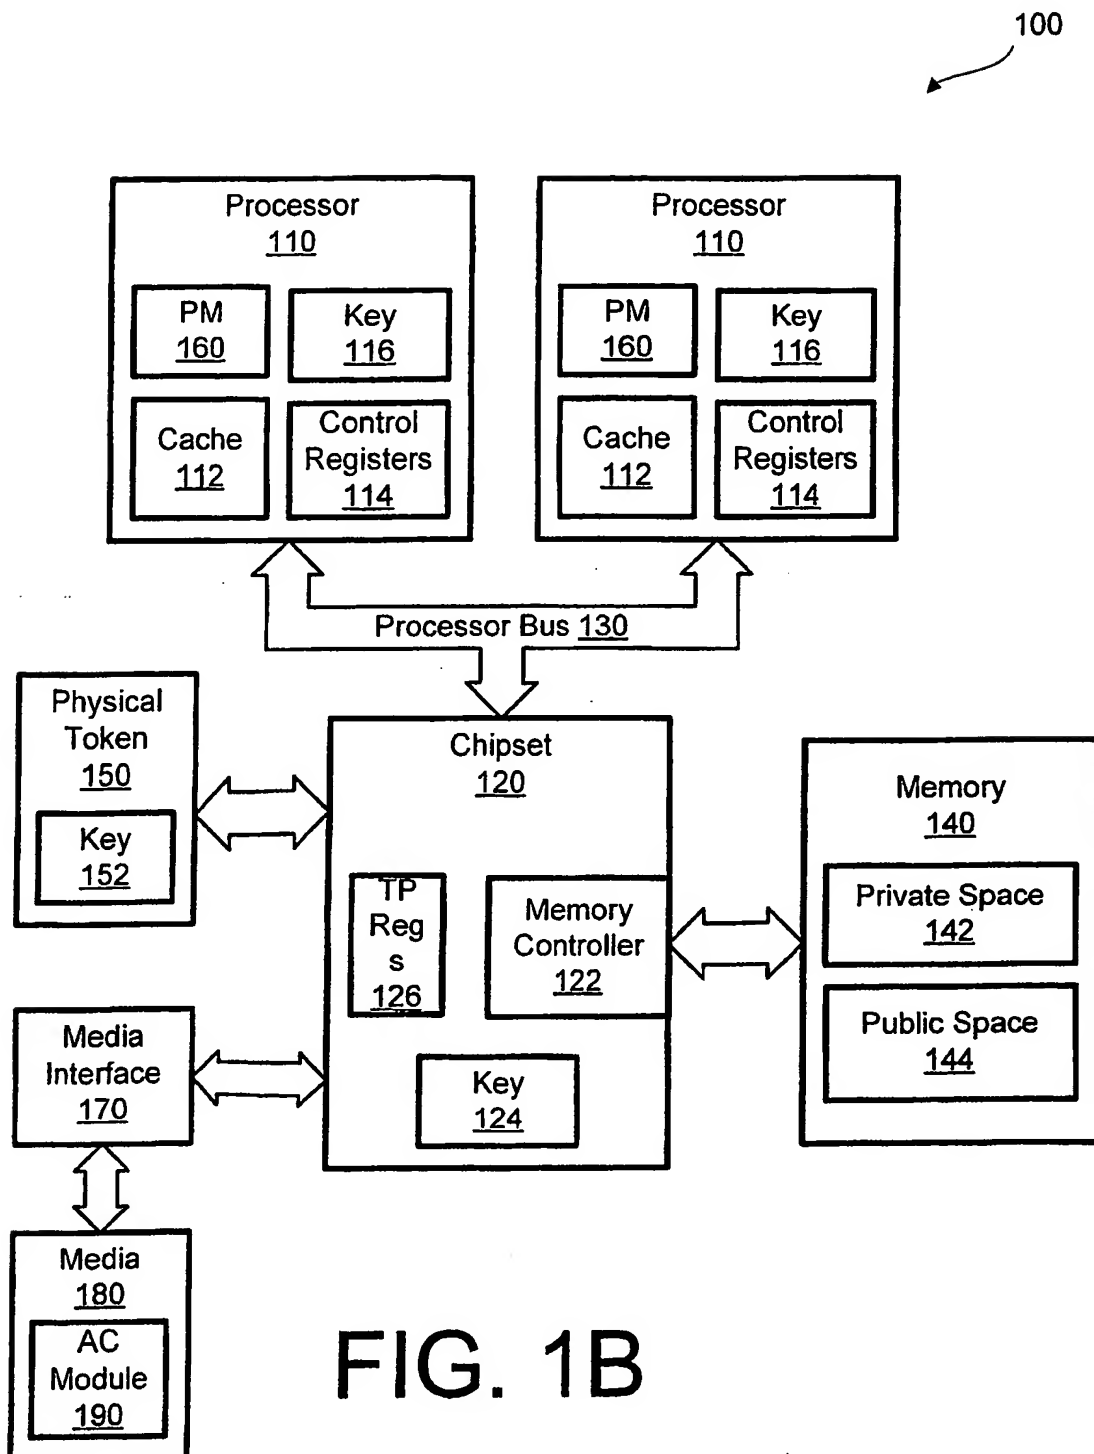 100
Processor
110
PM
160
Key
116
Cache
112
Control
Registers
114
Processor
110
PM
160
Key
116
Cache
112
Control
Registers
114
Processor Bus 130
Physical
Token
150
Key
152
Chipset
120
TP
Reg
s
126
Memory
Controller
122
Key
124
Memory
140
Private Space
142
Public Space
144
Media
Interface
170
Media
180
AC
Module
190
FIG. 1B